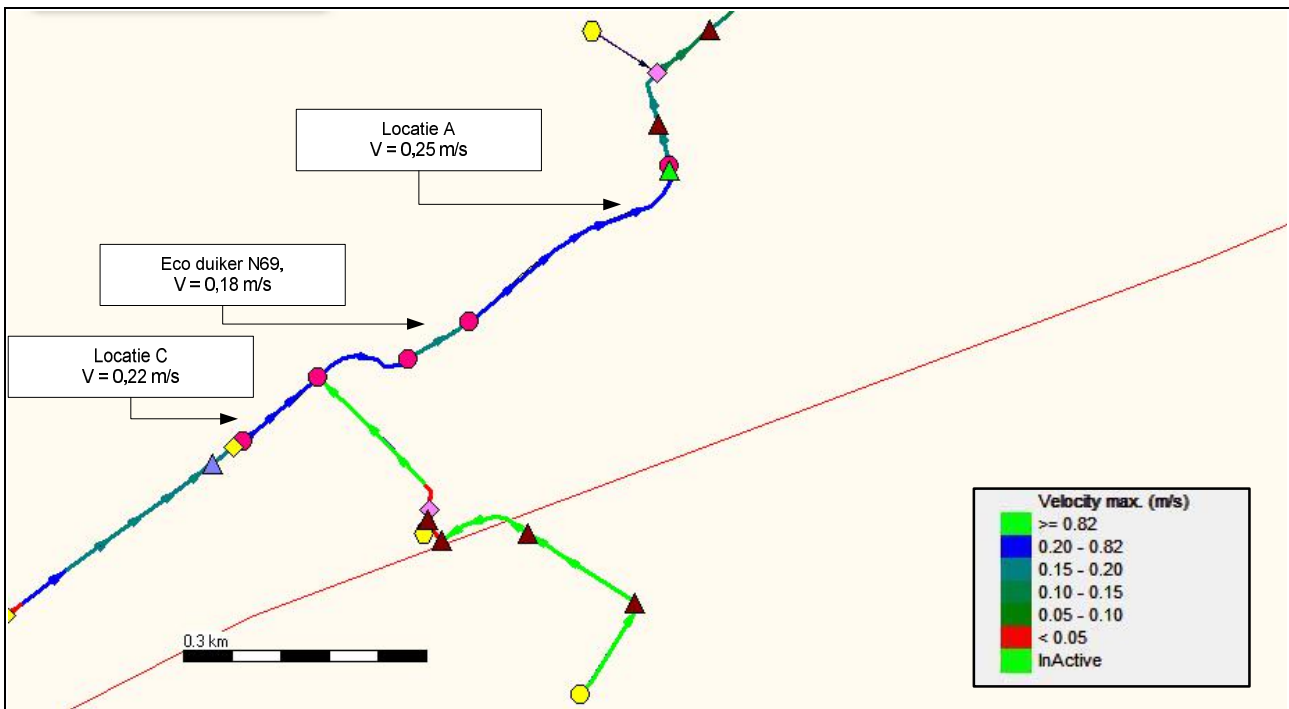 Locatie A
V = 0,25 m/s
Eco duiker N69,
V = 0,18 m/s
Locatie C
V = 0,22 m/s
0.3 km
Velocity max. (m/s)
>= 0.82
0.20 - 0.82
0.15 - 0.20
0.10 - 0.15
0.05 - 0.10
< 0.05
InActive